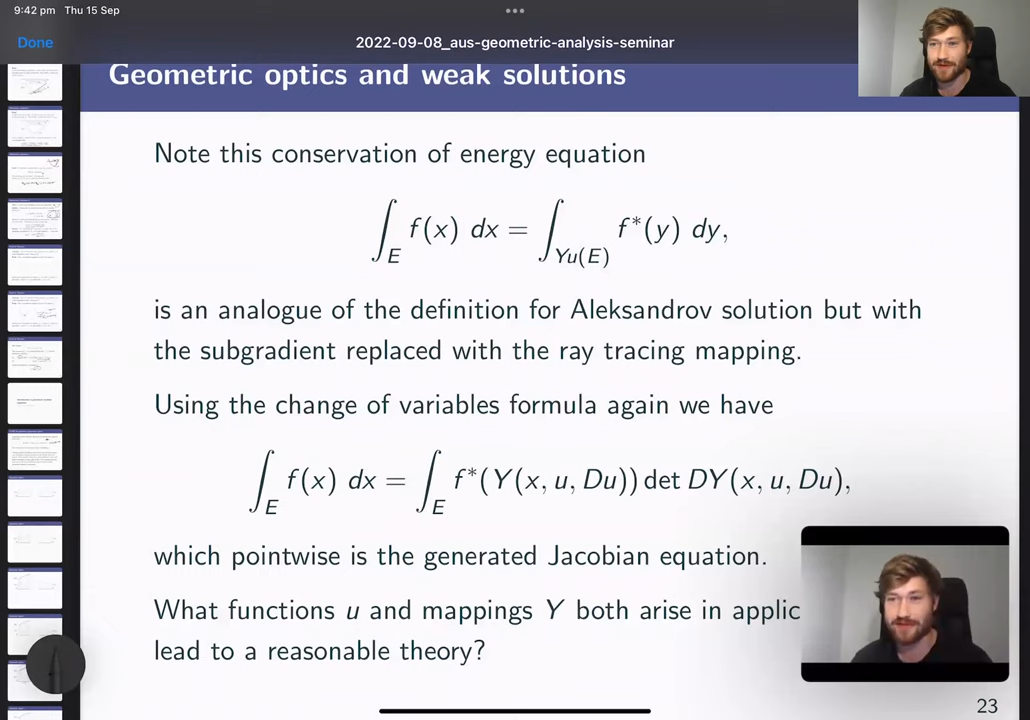 9:42 pm Thu 15 Sep
Done
2022-09-08_aus-geometric-analysis-seminar
Geometric optics and weak solutions
Note this conservation of energy equation
∫_E f(x) dx = ∫_{Yu(E)} f*(y) dy,
is an analogue of the definition for Aleksandrov solution but with
the subgradient replaced with the ray tracing mapping.
Using the change of variables formula again we have
∫_E f(x) dx = ∫_E f*(Y(x, u, Du)) det DY(x, u, Du),
which pointwise is the generated Jacobian equation.
What functions u and mappings Y both arise in applic
lead to a reasonable theory?
23